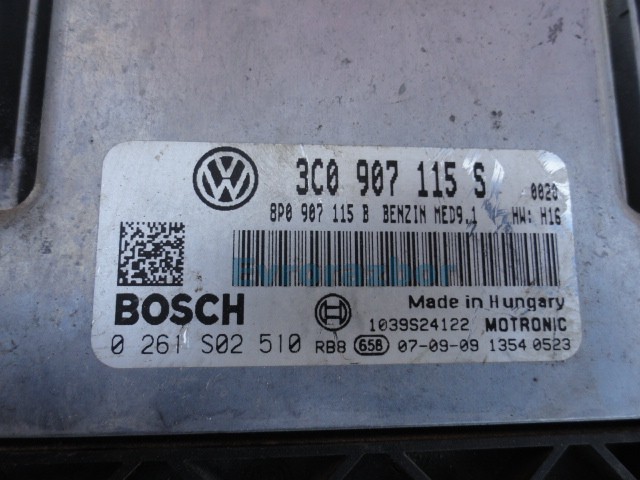 3C0 907 115 S 0020
8P0 907 115 B BENZIN MED9.1 HW: H16
Evrorazbor
BOSCH Made in Hungary
1039S24122 MOTRONIC
0 261 S02 510 RB8 658 07-09-09 1354 0523